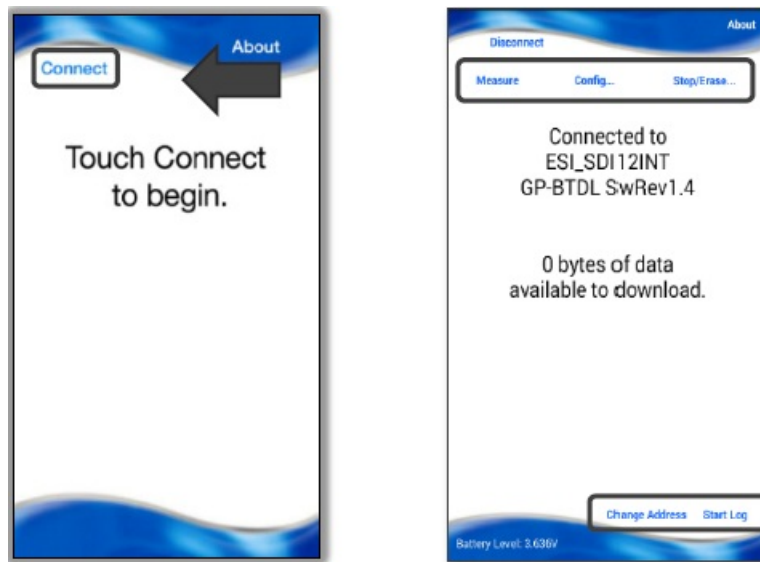 About
Connect
Touch Connect
to begin.
About
Disconnect
Measure Config... Stop/Erase...
Connected to
ESI_SDI12INT
GP-BTDL SwRev1.4
0 bytes of data
available to download.
Change Address Start Log
Battery Level: 3.636V